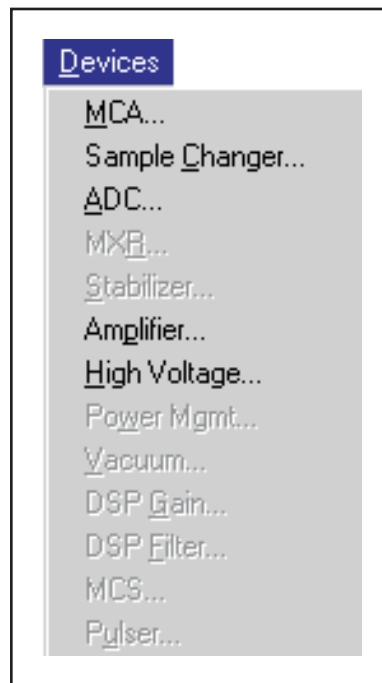 Devices
MCA...
Sample Changer...
ADC...
MXR...
Stabilizer...
Amplifier...
High Voltage...
Power Mgmt...
Vacuum...
DSP Gain...
DSP Filter...
MCS...
Pulser...